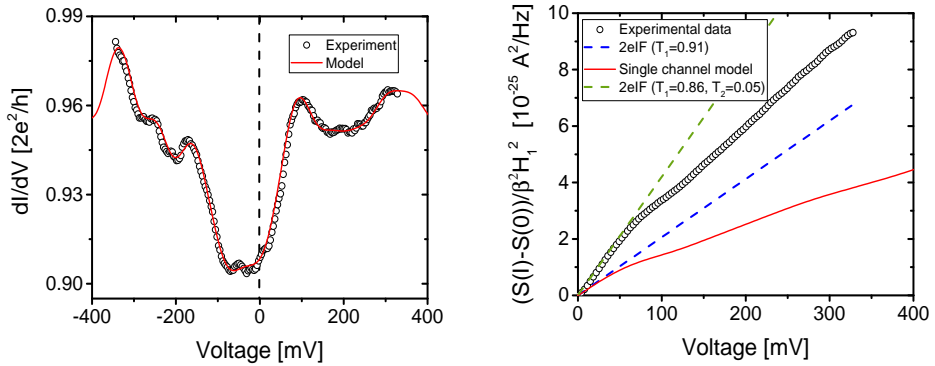 dI/dV [2e²/h]
0.99
0.96
0.93
0.90
-400
-200
0
200
400
Voltage [mV]
Experiment
Model
(S(I)-S(0))/β²H₁² [10⁻²⁵ A²/Hz]
10
8
6
4
2
0
0
100
200
300
400
Voltage [mV]
Experimental data
2eIF (T₁=0.91)
Single channel model
2eIF (T₁=0.86, T₂=0.05)